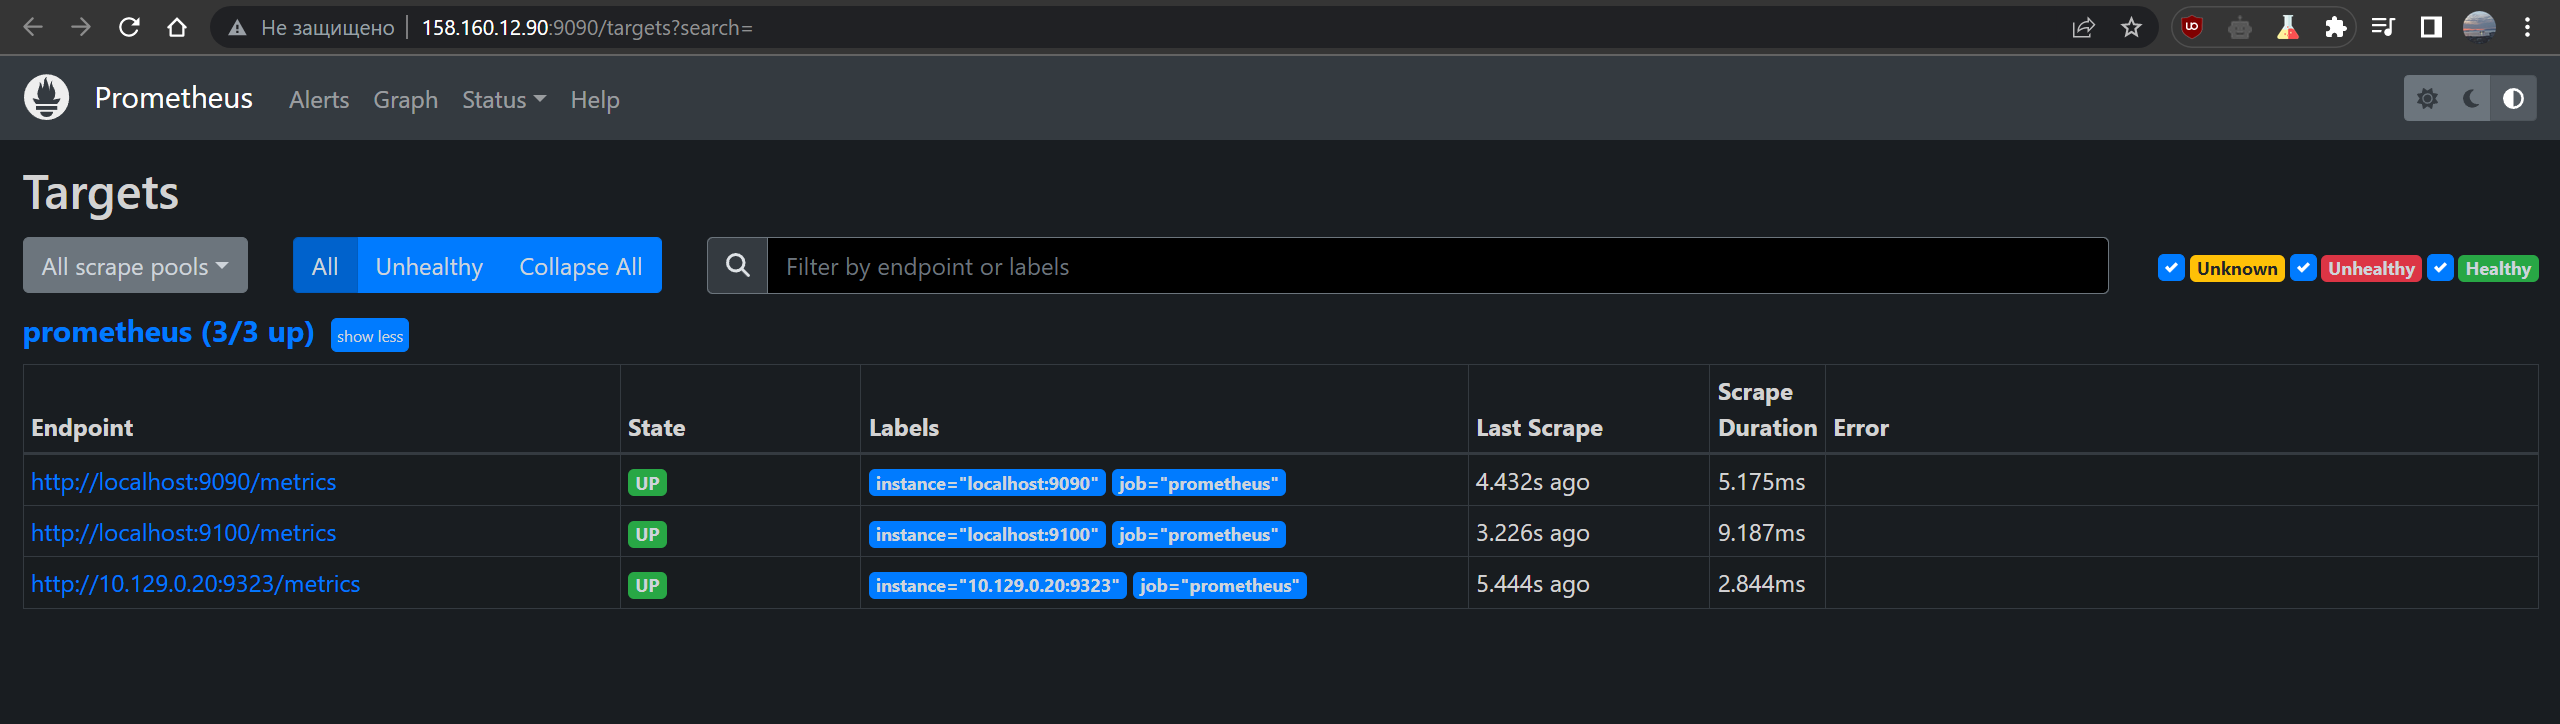 Не защищено 158.160.12.90:9090/targets?search=
Prometheus Alerts Graph Status Help
Targets
All scrape pools All Unhealthy Collapse All Filter by endpoint or labels Unknown Unhealthy Healthy
prometheus (3/3 up) show less
Endpoint State Labels Last Scrape Scrape Duration Error
http://localhost:9090/metrics UP instance="localhost:9090" job="prometheus" 4.432s ago 5.175ms
http://localhost:9100/metrics UP instance="localhost:9100" job="prometheus" 3.226s ago 9.187ms
http://10.129.0.20:9323/metrics UP instance="10.129.0.20:9323" job="prometheus" 5.444s ago 2.844ms